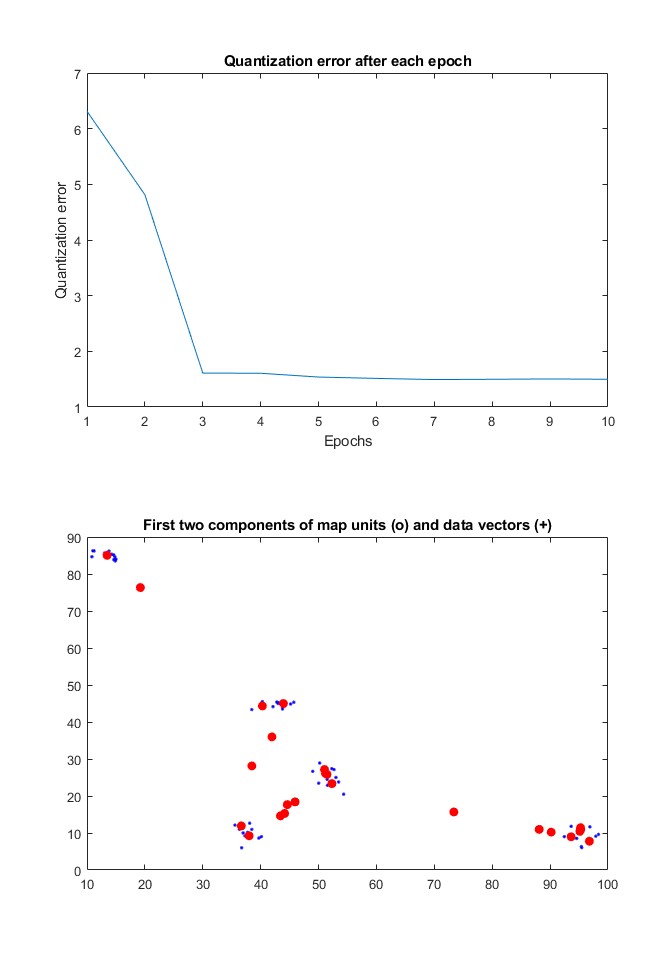 Quantization error after each epoch
7
6
5
4
3
2
1
Quantization error
1 2 3 4 5 6 7 8 9 10
Epochs
First two components of map units (o) and data vectors (+)
90
80
70
60
50
40
30
20
10
0
10 20 30 40 50 60 70 80 90 100